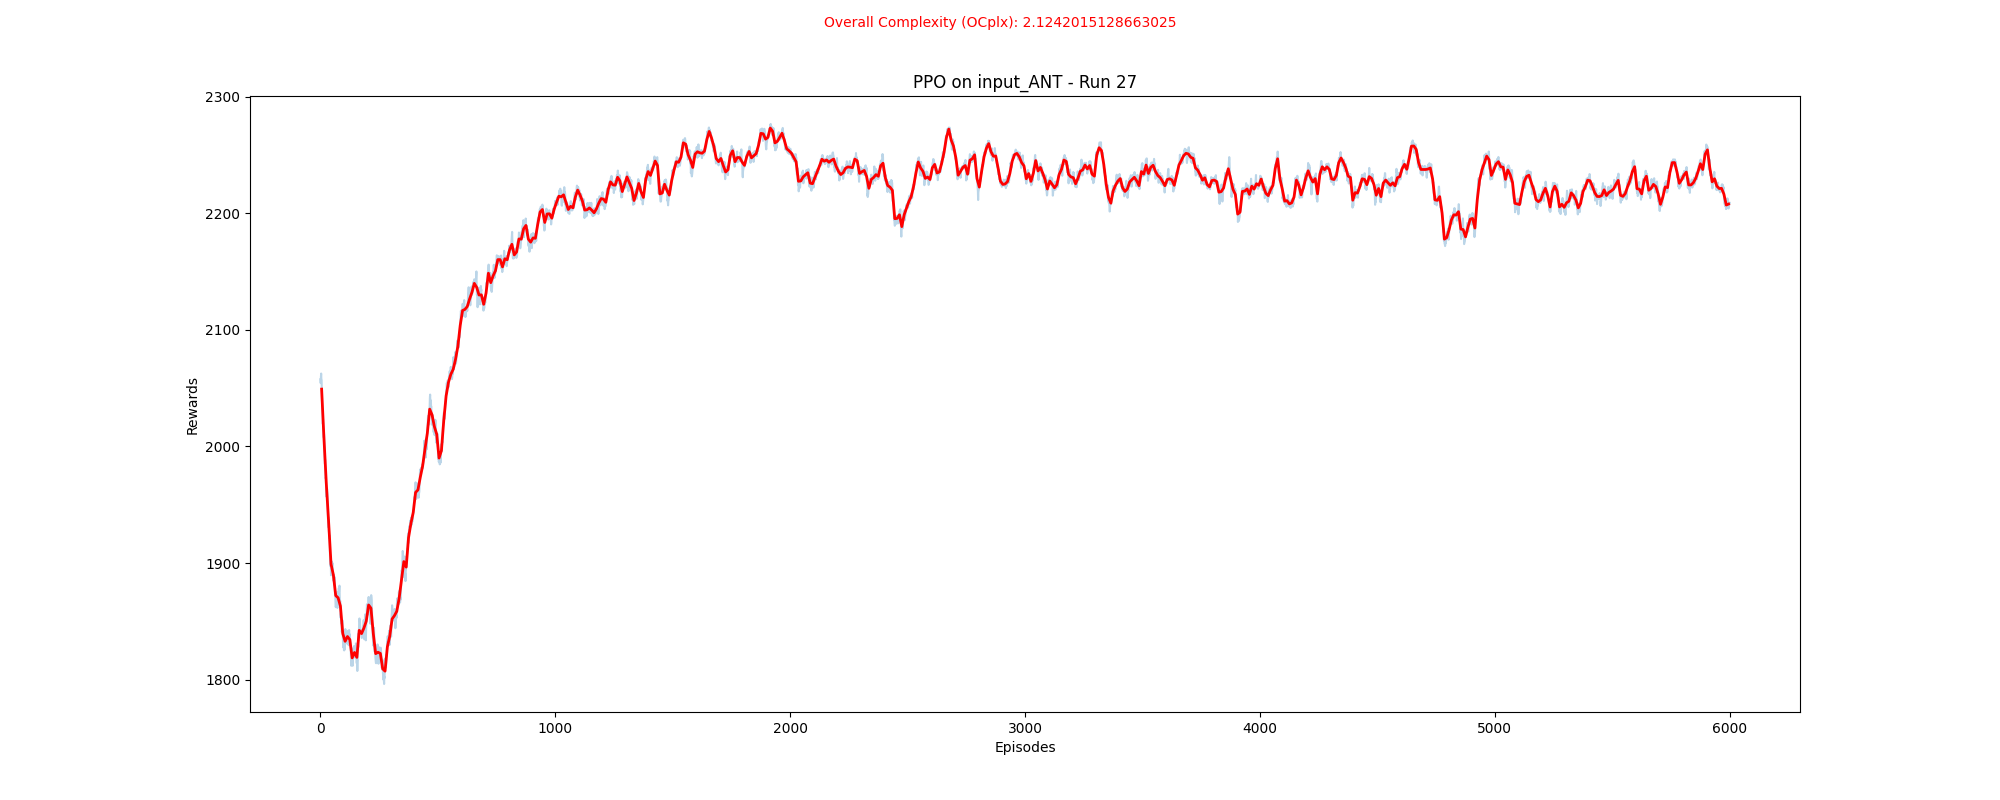 Overall Complexity (OCplx): 2.1242015128663025
PPO on input_ANT - Run 27
2300
2200
2100
2000
1900
1800
Rewards
0 1000 2000 3000 4000 5000 6000
Episodes